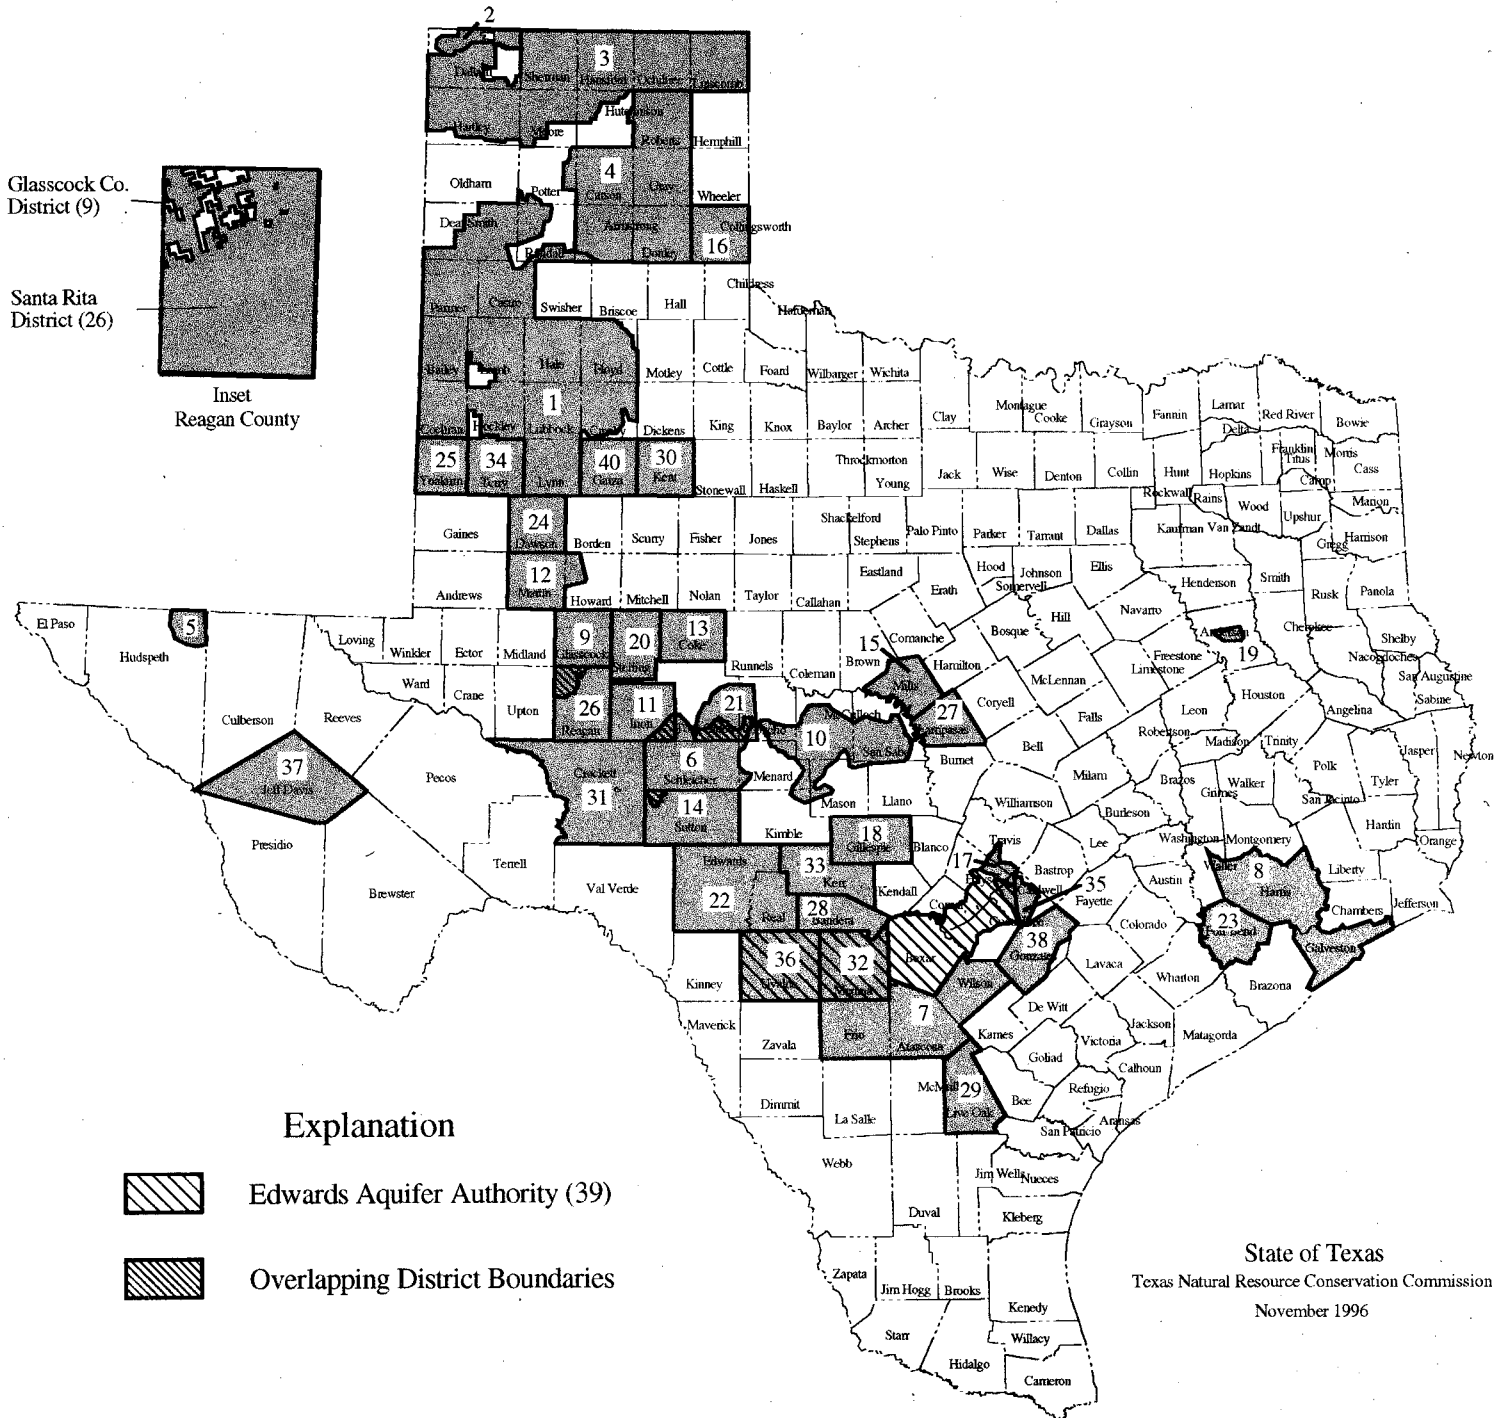 2
3
Sherman
Hansford
Ochiltree
Lipscomb
Hutchinson
Hartley
Moore
Roberts
Hemphill
Glasscock Co.
District (9)
4
Oldham
Potter
Carson
Gray
Wheeler
Deaf Smith
Armstrong
Collingsworth
Randall
Donley
16
Santa Rita
District (26)
Childress
Parmer
Castro
Swisher
Briscoe
Hall
Hardeman
Inset
Reagan County
Bailey
Lamb
Hale
Floyd
Motley
Cottle
Foard
Wilbarger
Wichita
1
Cochran
Hockley
Lubbock
Crosby
Dickens
King
Knox
Baylor
Archer
Clay
Montague
Cooke
Grayson
Fannin
Lamar
Delta
Red River
Bowie
25
34
40
30
Yoakum
Terry
Lynn
Garza
Kent
Stonewall
Haskell
Throckmorton
Young
Jack
Wise
Denton
Collin
Hunt
Hopkins
Franklin
Titus
Morris
Cass
Camp
Rockwall
Rains
Wood
Upshur
Marion
24
Gaines
Dawson
Borden
Scurry
Fisher
Jones
Shackelford
Stephens
Palo Pinto
Parker
Tarrant
Dallas
Kaufman
Van Zandt
Gregg
Harrison
12
Andrews
Martin
Howard
Mitchell
Nolan
Taylor
Callahan
Eastland
Erath
Hood
Somervell
Johnson
Ellis
Henderson
Smith
Rusk
Panola
5
El Paso
Hudspeth
Loving
Winkler
Ector
Midland
9
Glasscock
20
Sterling
13
Coke
Runnels
Coleman
15
Brown
Comanche
Hamilton
Bosque
Hill
Navarro
Anderson
19
Cherokee
Shelby
Nacogdoches
San Augustine
Sabine
Freestone
Limestone
McLennan
Culberson
Reeves
Ward
Crane
Upton
26
Reagan
11
Irion
21
Concho
10
McCulloch
San Saba
Mills
27
Lampasas
Coryell
Falls
Leon
Houston
Angelina
Robertson
Madison
Trinity
Jasper
Newton
37
Jeff Davis
Pecos
Crockett
31
6
Schleicher
Menard
Mason
Llano
Burnet
Bell
Milam
Brazos
Grimes
Walker
Polk
Tyler
San Jacinto
14
Sutton
Kimble
Williamson
Burleson
Washington
Montgomery
Hardin
Orange
Presidio
Terrell
Brewster
Val Verde
Edwards
22
33
Kerr
18
Gillespie
Blanco
Travis
17
Hays
Lee
Bastrop
Caldwell
35
Fayette
Austin
Waller
8
Harris
Liberty
Chambers
Jefferson
Real
28
Bandera
Kendall
Comal
Guadalupe
38
Gonzales
Colorado
23
Fort Bend
Galveston
Kinney
36
Uvalde
32
Medina
Bexar
Wilson
Lavaca
Wharton
Brazoria
Maverick
Zavala
Frio
7
Atascosa
Karnes
De Witt
Jackson
Matagorda
Victoria
Goliad
Calhoun
Dimmit
La Salle
McMullen
29
Live Oak
Bee
Refugio
Aransas
San Patricio
Webb
Jim Wells
Nueces
Duval
Kleberg
Zapata
Jim Hogg
Brooks
Kenedy
Starr
Hidalgo
Willacy
Cameron
Explanation
Edwards Aquifer Authority (39)
Overlapping District Boundaries
State of Texas
Texas Natural Resource Conservation Commission
November 1996